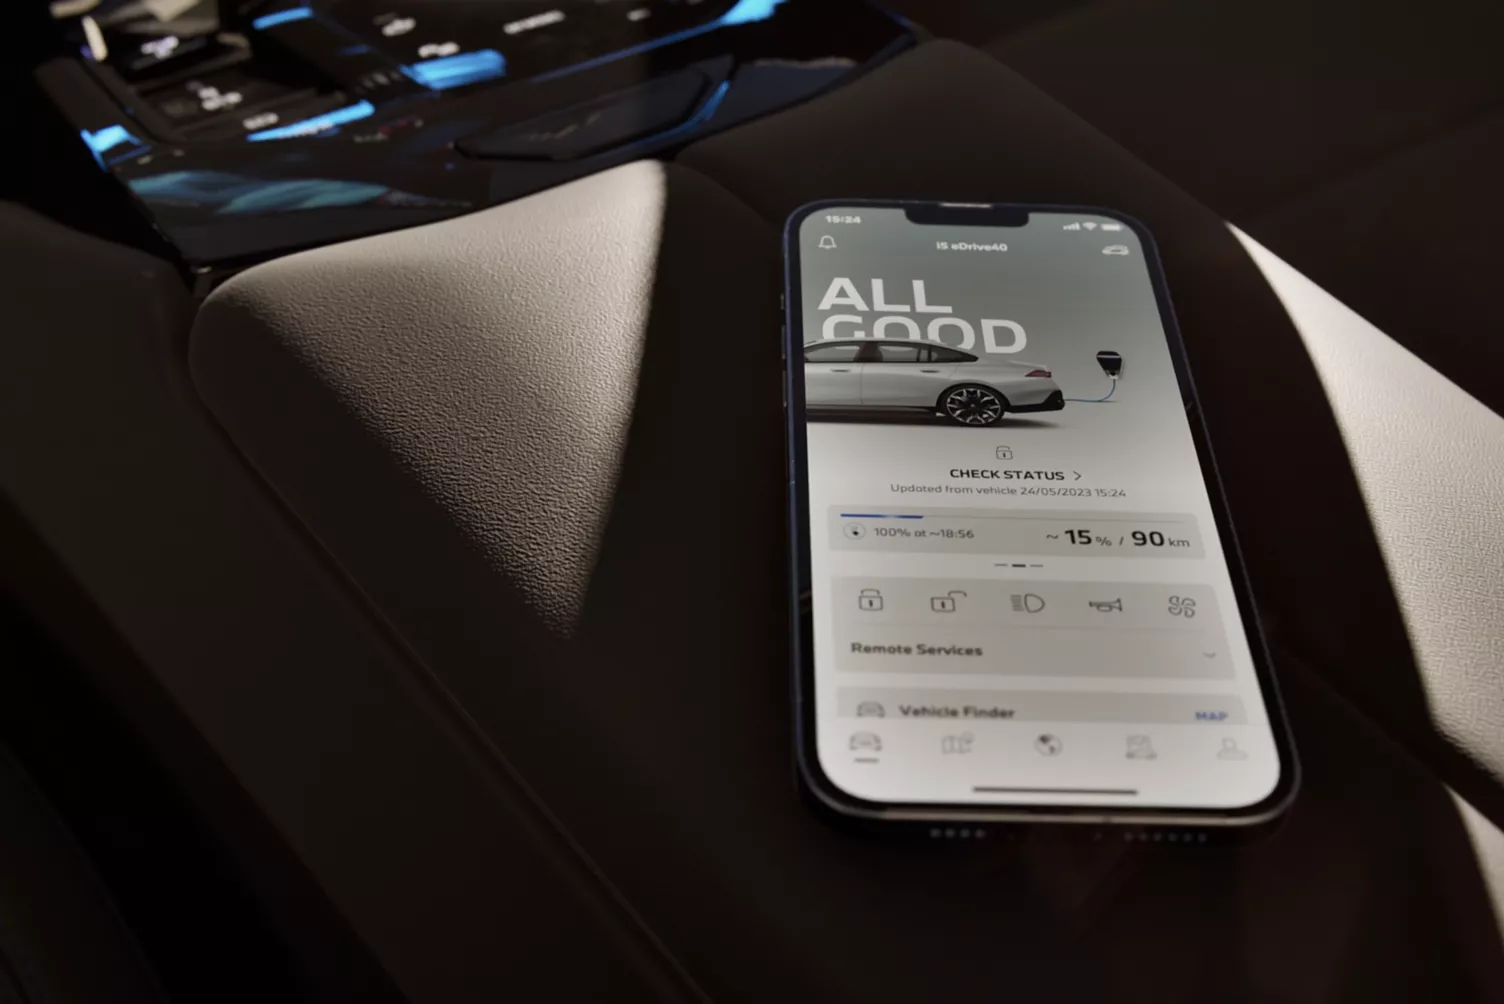 15:24
i5 eDrive40
ALL
GOOD
CHECK STATUS >
Updated from vehicle 24/05/2023 15:24
100% at ~18:56 ~ 15 % / 90 km
Remote Services
Vehicle Finder MAP